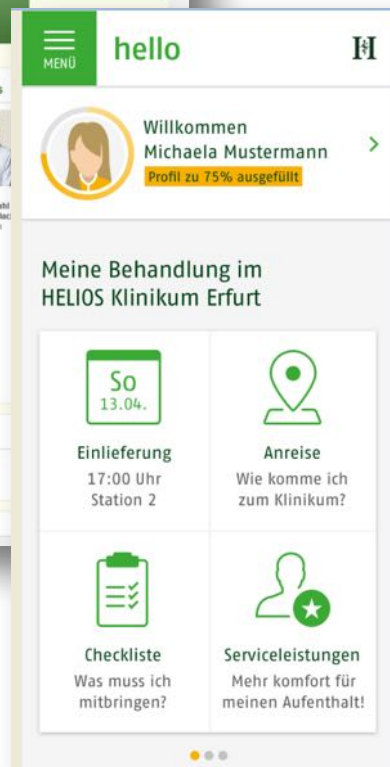 MENÜ
hello
H
Willkommen
Michaela Mustermann
Profil zu 75% ausgefüllt
Meine Behandlung im
HELIOS Klinikum Erfurt
So
13.04.
Einlieferung
17:00 Uhr
Station 2
Anreise
Wie komme ich
zum Klinikum?
Checkliste
Was muss ich
mitbringen?
Serviceleistungen
Mehr komfort für
meinen Aufenthalt!